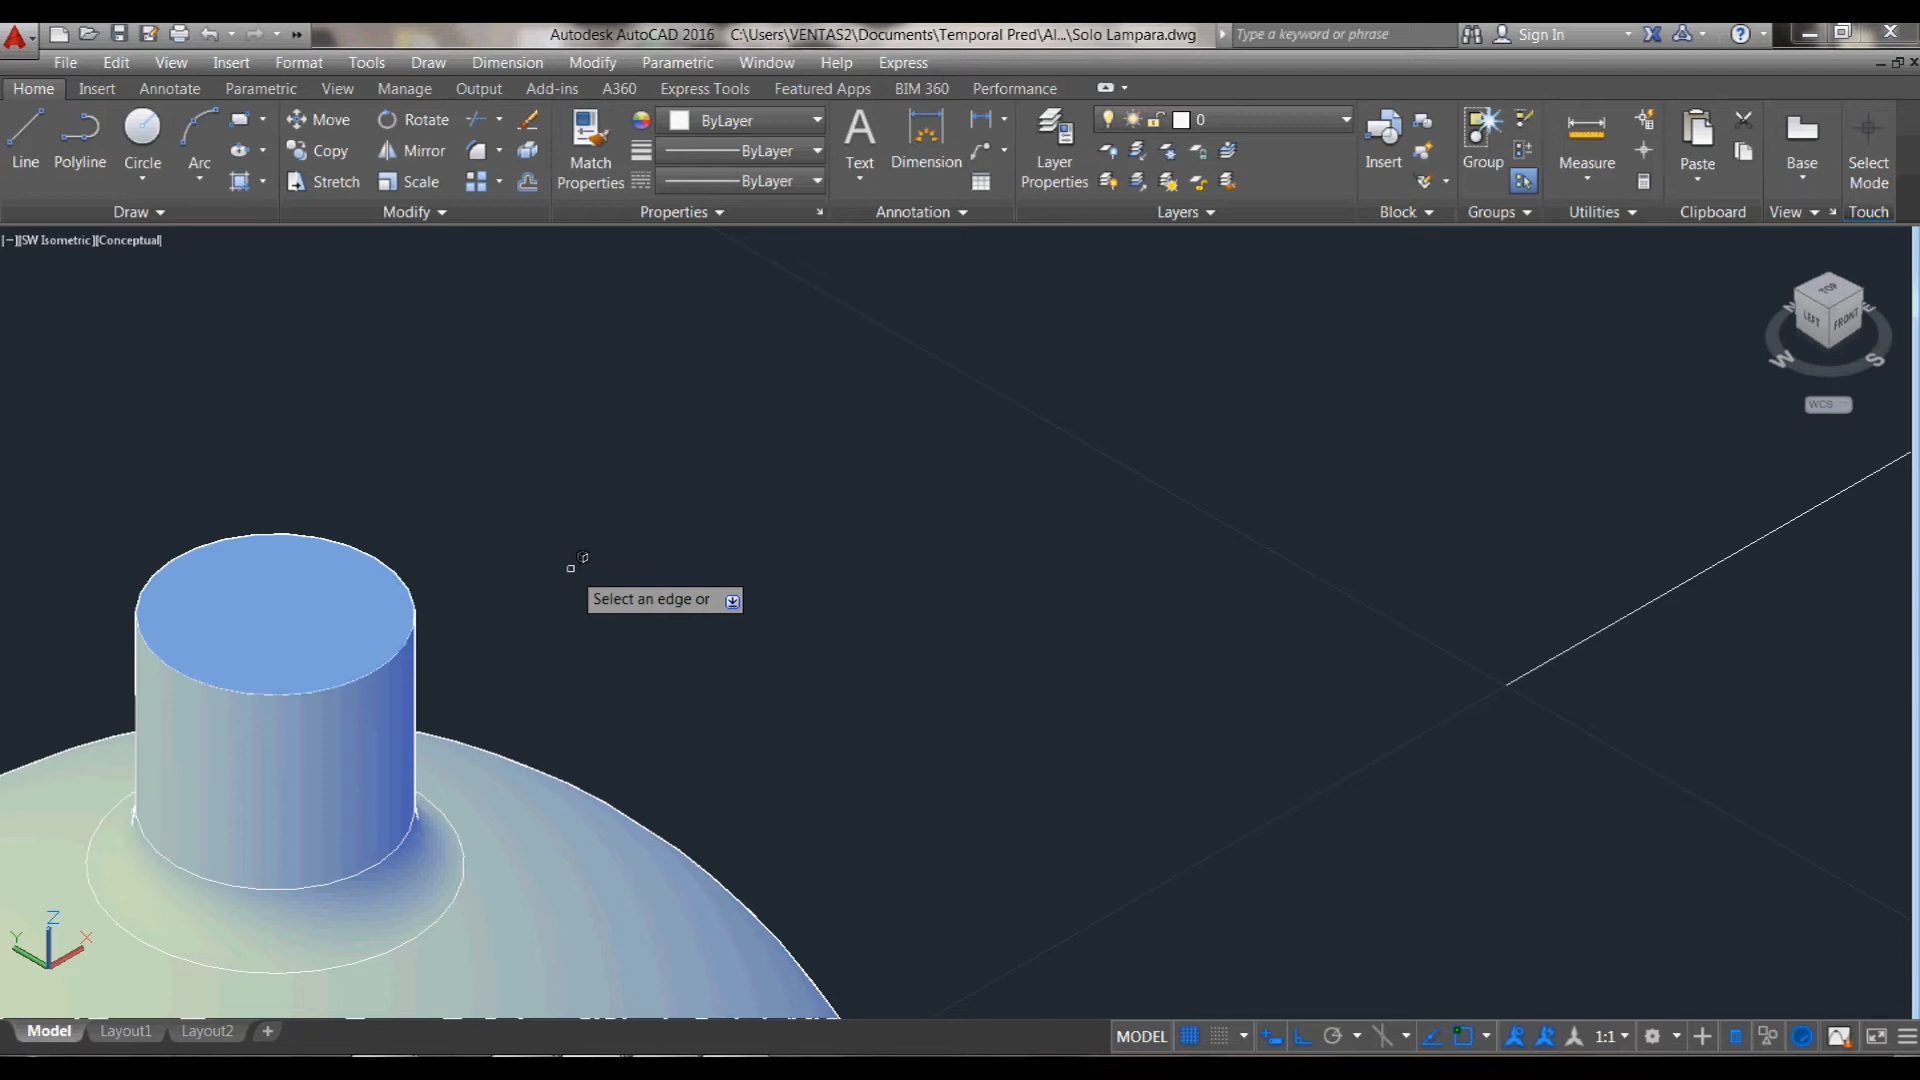 Autodesk AutoCAD 2016 C:\Users\VENTAS2\Documents\Temporal Pred\Al...\Solo Lampara.dwg
Type a keyword or phrase
Sign In
File Edit View Insert Format Tools Draw Dimension Modify Parametric Window Help Express
Home Insert Annotate Parametric View Manage Output Add-ins A360 Express Tools Featured Apps BIM 360 Performance
Line Polyline Circle Arc
Move Rotate
Copy Mirror
Stretch Scale
Match
Properties
ByLayer
ByLayer
ByLayer
Text Dimension
Layer
Properties
0
Insert
Group
Measure
Paste
Base
Select
Mode
Draw Modify Properties Annotation Layers Block Groups Utilities Clipboard View Touch
[−][SW Isometric][Conceptual]
TOP
LEFT FRONT
N E
W S
WCS
Select an edge or
Z
Y X
Model Layout1 Layout2 +
MODEL 1:1